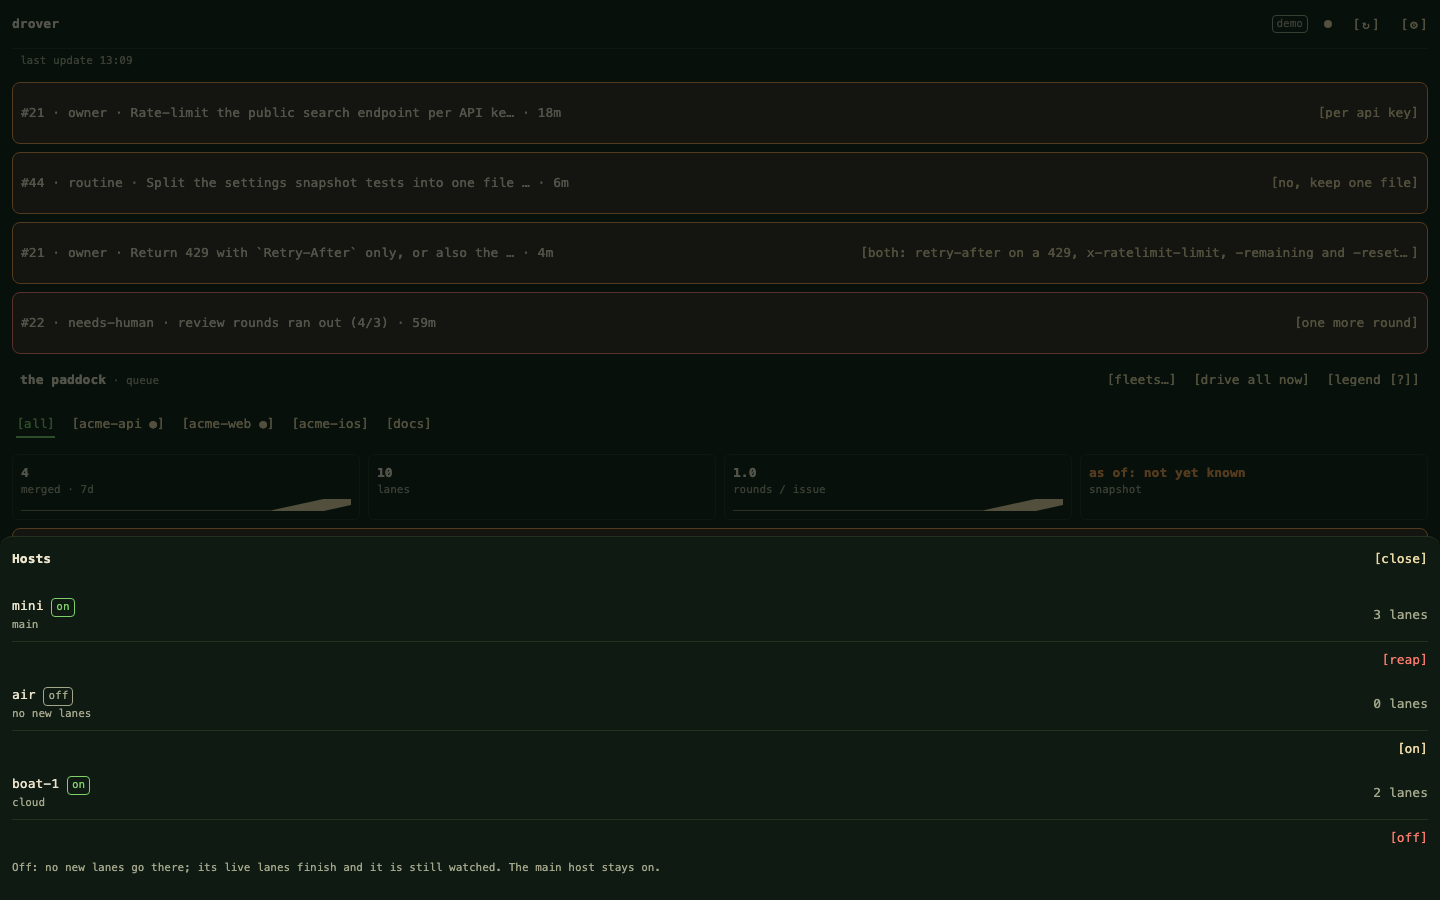 drover demo ● [↻] [⚙]
last update 13:09
#21 · owner · Rate-limit the public search endpoint per API ke… · 18m [per api key]
#44 · routine · Split the settings snapshot tests into one file … · 6m [no, keep one file]
#21 · owner · Return 429 with `Retry-After` only, or also the … · 4m [both: retry-after on a 429, x-ratelimit-limit, -remaining and -reset…]
#22 · needs-human · review rounds ran out (4/3) · 59m [one more round]
the paddock · queue [fleets…] [drive all now] [legend [?]]
[all] [acme-api ●] [acme-web ●] [acme-ios] [docs]
4 10 1.0 as of: not yet known
merged · 7d lanes rounds / issue snapshot
Hosts [close]
mini on
main 3 lanes
[reap]
air off
no new lanes 0 lanes
[on]
boat-1 on
cloud 2 lanes
[off]
Off: no new lanes go there; its live lanes finish and it is still watched. The main host stays on.